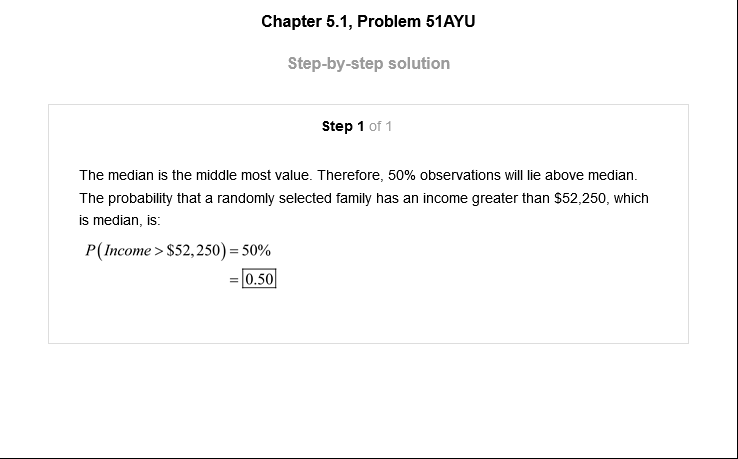 Chapter 5.1, Problem 51AYU
Step-by-step solution
Step 1 of 1
The median is the middle most value. Therefore, 50% observations will lie above median.
The probability that a randomly selected family has an income greater than $52,250, which
is median, is:
P(Income > $52,250) = 50%
= 0.50